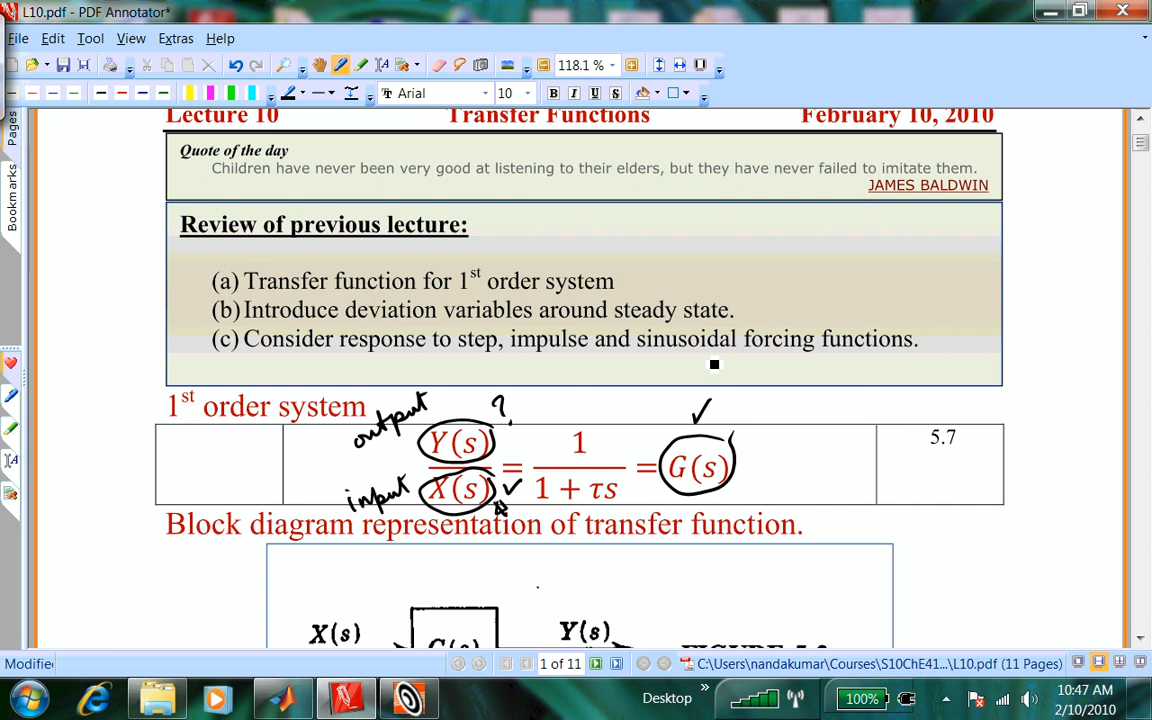 L10.pdf - PDF Annotator*
File Edit Tool View Extras Help
118.1 %
Arial 10 B I U S
Pages
Bookmarks
Lecture 10 Transfer Functions February 10, 2010
Quote of the day
Children have never been very good at listening to their elders, but they have never failed to imitate them.
JAMES BALDWIN
Review of previous lecture:
(a) Transfer function for 1st order system
(b) Introduce deviation variables around steady state.
(c) Consider response to step, impulse and sinusoidal forcing functions.
1st order system
output ? ✓
input ✓
Y(s)/X(s) = 1/(1 + τs) = G(s) 5.7
Block diagram representation of transfer function.
X(s) Y(s)
Modifie 1 of 11 C:\Users\nandakumar\Courses\S10ChE41...\L10.pdf (11 Pages)
Desktop » 100% 10:47 AM
2/10/2010